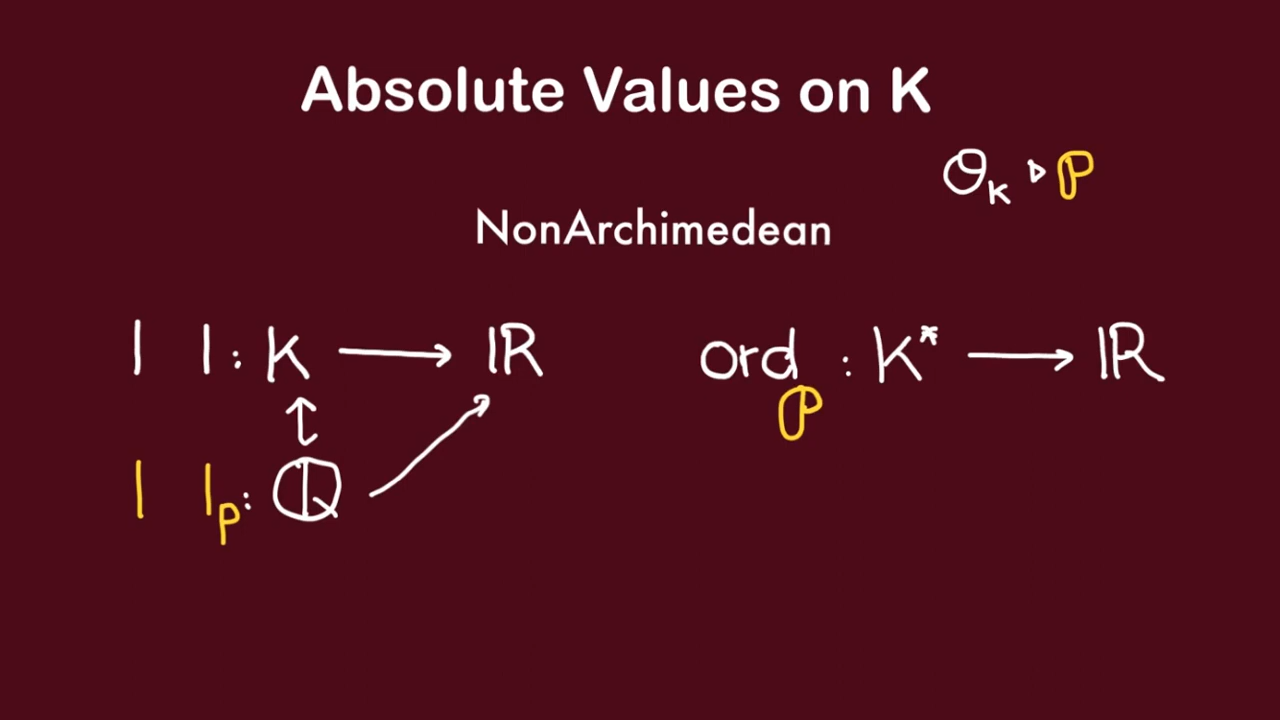 Absolute Values on K
𝒪_K ▷ 𝔭
NonArchimedean
| |: K ⟶ ℝ
ord_𝔭 : K* ⟶ ℝ
↥
| |_p: ℚ ⟶ ℝ